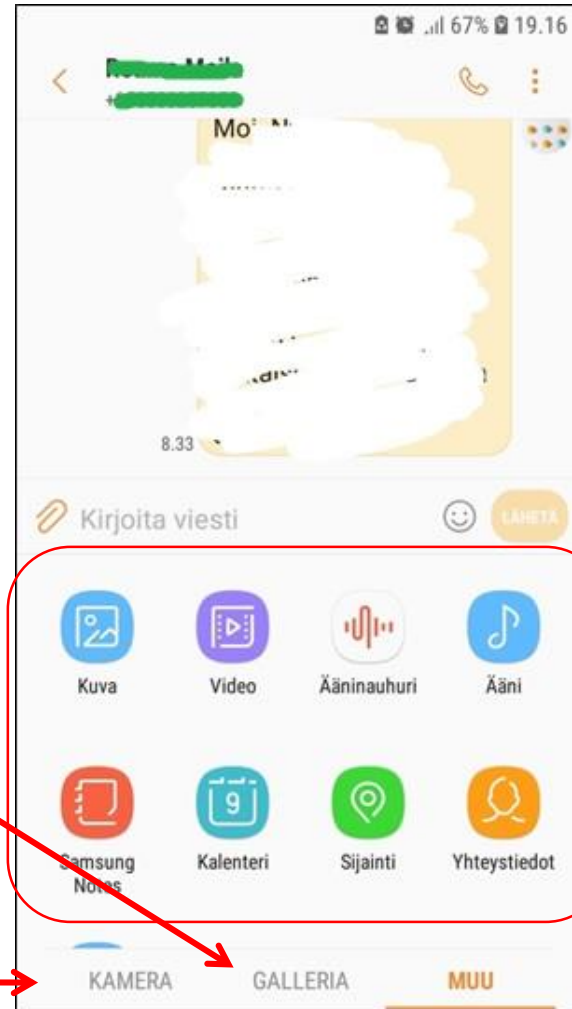 67% 19.16
8.33
Kirjoita viesti
LÄHETÄ
Kuva Video Ääninauhuri Ääni
Samsung Kalenteri Sijainti Yhteystiedot
Notes
9
KAMERA GALLERIA MUU